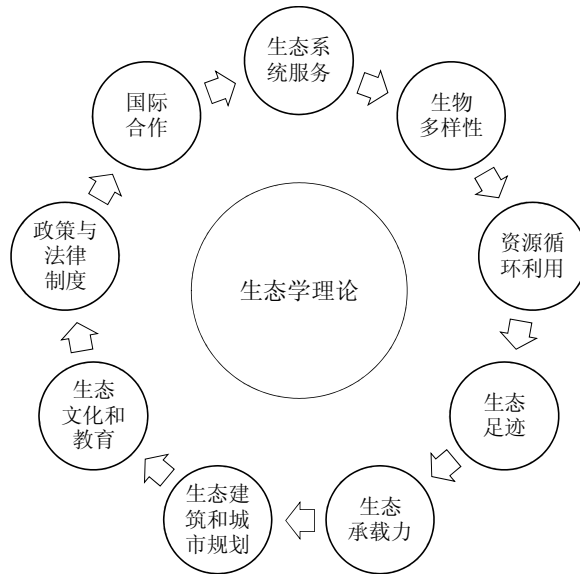 生态系
统服务
生物
多样性
资源循
环利用
生态
足迹
生态
承载力
生态建
筑和城
市规划
生态
文化和
教育
政策与
法律
制度
国际
合作
生态学理论